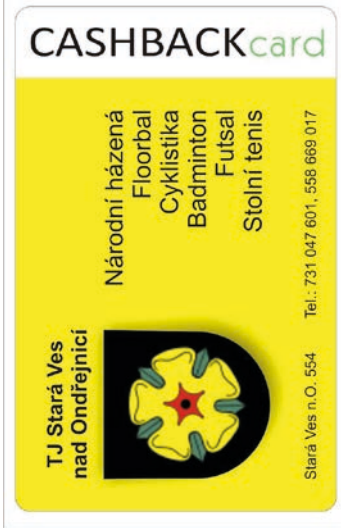 CASHBACKcard
TJ Stará Ves
nad Ondřejnicí
Národní házená
Floorbal
Cyklistika
Badminton
Futsal
Stolní tenis
Stará Ves n.O. 554 Tel.: 731 047 601, 558 669 017